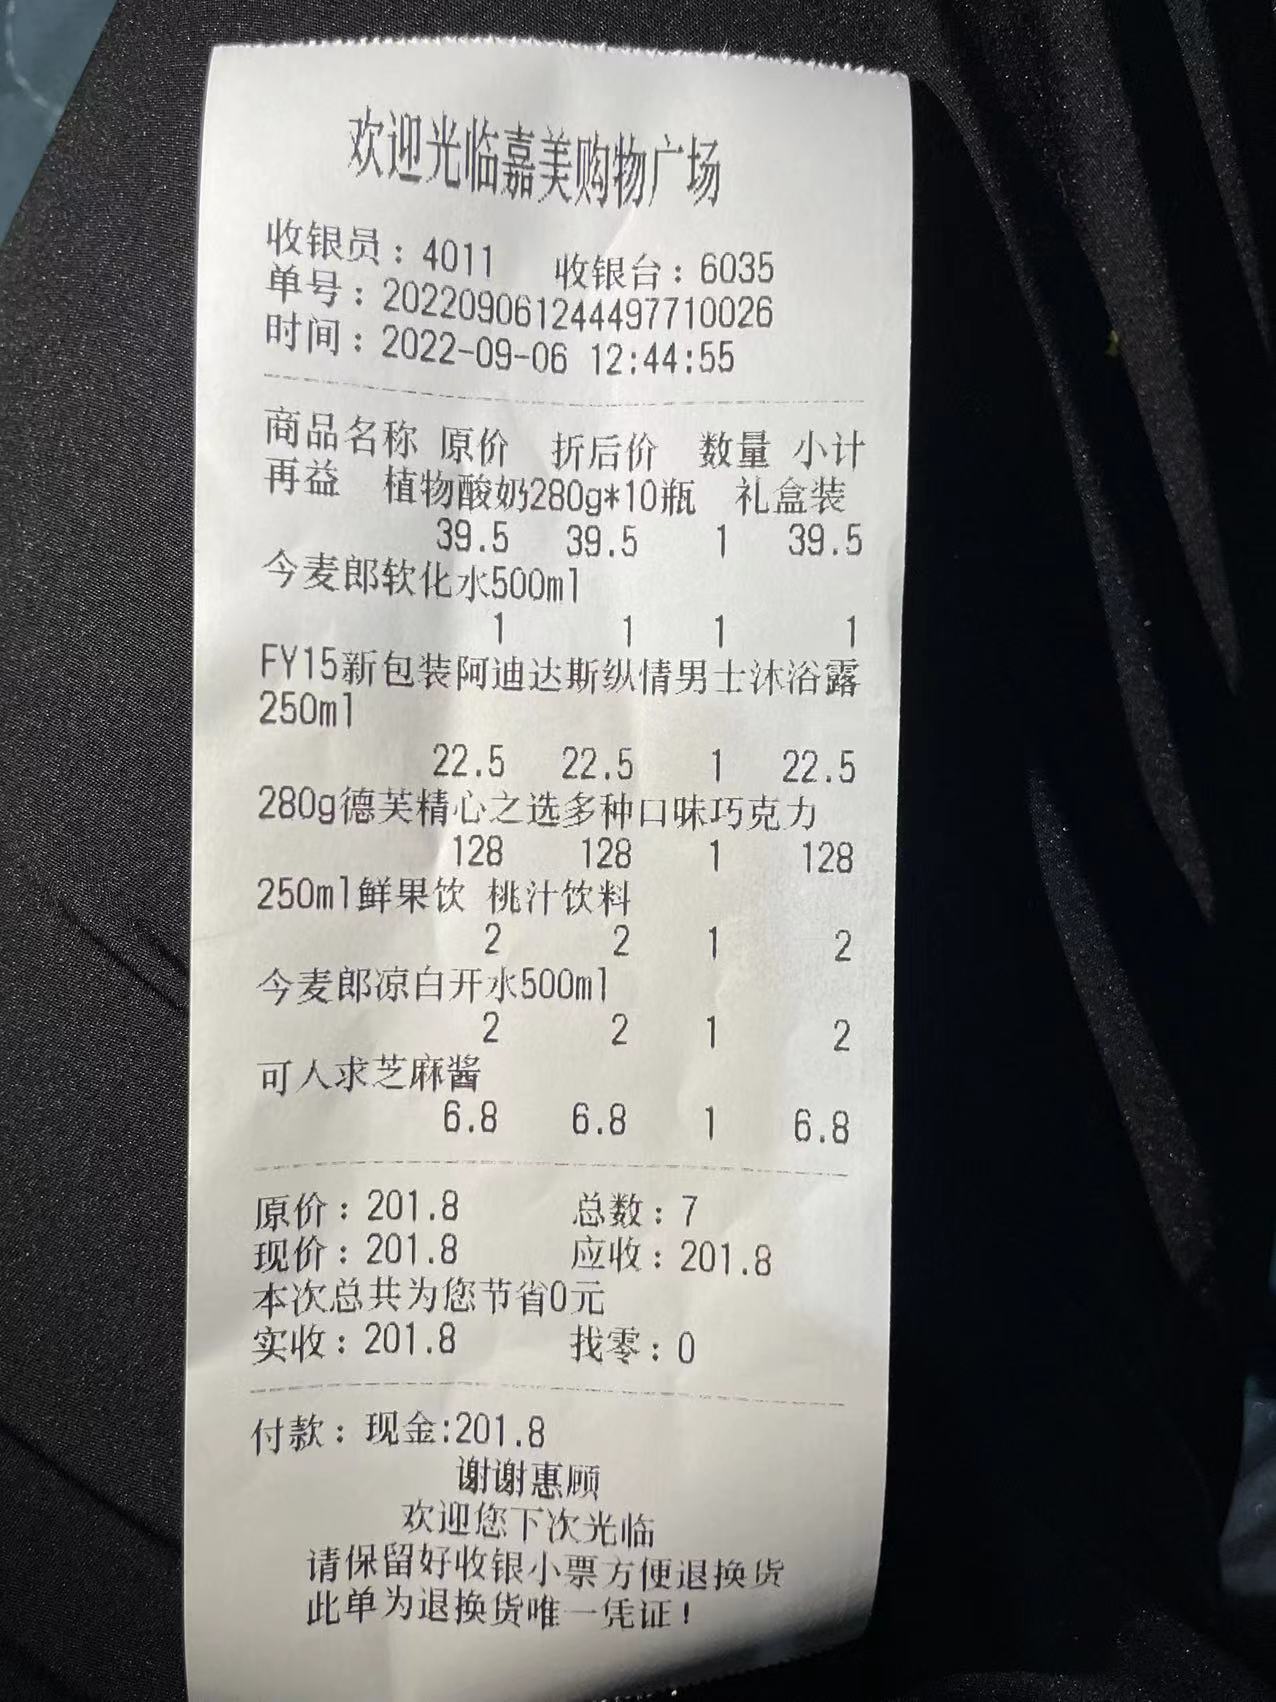 欢迎光临嘉美购物广场
收银员：4011 收银台：6035
单号：202209061244497710026
时间：2022-09-06 12:44:55
商品名称 原价 折后价 数量 小计
再益 植物酸奶280g*10瓶 礼盒装
39.5 39.5 1 39.5
今麦郎软化水500ml
1 1 1 1
FY15新包装阿迪达斯纵情男士沐浴露
250ml
22.5 22.5 1 22.5
280g德芙精心之选多种口味巧克力
128 128 1 128
250ml鲜果饮 桃汁饮料
2 2 1 2
今麦郎凉白开水500ml
2 2 1 2
可人求芝麻酱
6.8 6.8 1 6.8
原价：201.8 总数：7
现价：201.8 应收：201.8
本次总共为您节省0元
实收：201.8 找零：0
付款：现金:201.8
谢谢惠顾
欢迎您下次光临
请保留好收银小票方便退换货
此单为退换货唯一凭证！